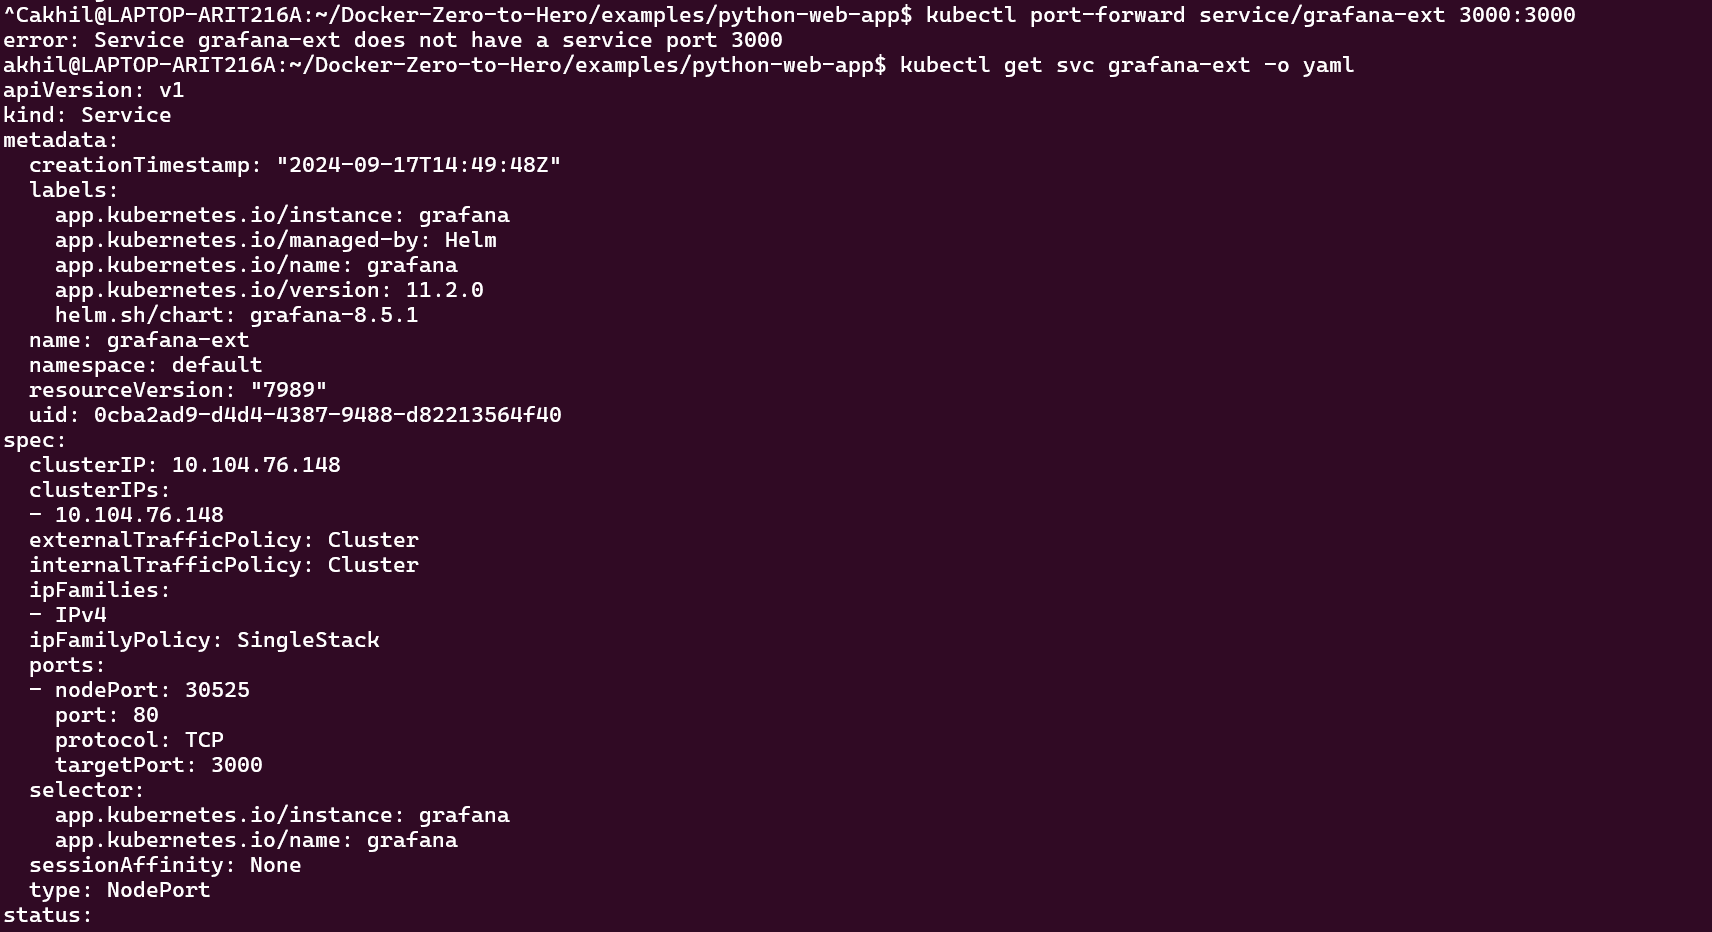 ^Cakhil@LAPTOP-ARIT216A:~/Docker-Zero-to-Hero/examples/python-web-app$ kubectl port-forward service/grafana-ext 3000:3000
error: Service grafana-ext does not have a service port 3000
akhil@LAPTOP-ARIT216A:~/Docker-Zero-to-Hero/examples/python-web-app$ kubectl get svc grafana-ext -o yaml
apiVersion: v1
kind: Service
metadata:
  creationTimestamp: "2024-09-17T14:49:48Z"
  labels:
    app.kubernetes.io/instance: grafana
    app.kubernetes.io/managed-by: Helm
    app.kubernetes.io/name: grafana
    app.kubernetes.io/version: 11.2.0
    helm.sh/chart: grafana-8.5.1
  name: grafana-ext
  namespace: default
  resourceVersion: "7989"
  uid: 0cba2ad9-d4d4-4387-9488-d82213564f40
spec:
  clusterIP: 10.104.76.148
  clusterIPs:
  - 10.104.76.148
  externalTrafficPolicy: Cluster
  internalTrafficPolicy: Cluster
  ipFamilies:
  - IPv4
  ipFamilyPolicy: SingleStack
  ports:
  - nodePort: 30525
    port: 80
    protocol: TCP
    targetPort: 3000
  selector:
    app.kubernetes.io/instance: grafana
    app.kubernetes.io/name: grafana
  sessionAffinity: None
  type: NodePort
status: